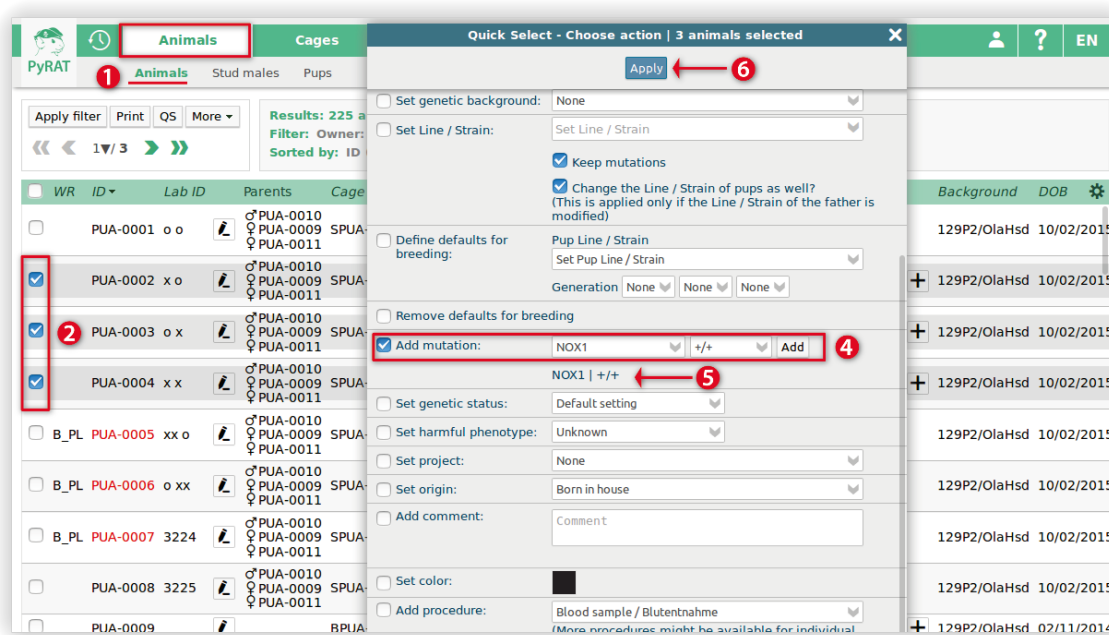 Animals
Cages
Quick Select - Choose action | 3 animals selected
EN
PyRAT
1
Animals
Stud males
Pups
Apply
6
Apply filter
Print
QS
More
Results: 225 a
Filter: Owner:
Sorted by: ID
1▾/ 3
Set genetic background: None
Set Line / Strain: Set Line / Strain
Keep mutations
Change the Line / Strain of pups as well?
(This is applied only if the Line / Strain of the father is
modified)
Define defaults for
breeding:
Pup Line / Strain
Set Pup Line / Strain
Generation None None None
Remove defaults for breeding
Add mutation: NOX1 +/+ Add
4
NOX1 | +/+
5
Set genetic status: Default setting
Set harmful phenotype: Unknown
Set project: None
Set origin: Born in house
Add comment: Comment
Set color:
Add procedure: Blood sample / Blutentnahme
(More procedures might be available for individual
WR ID▾ Lab ID Parents Cage Background DOB
PUA-0001 o o ♂PUA-0010
♀PUA-0009 SPUA- 129P2/OlaHsd 10/02/2015
♀PUA-0011
PUA-0002 x o ♂PUA-0010
♀PUA-0009 SPUA- + 129P2/OlaHsd 10/02/2015
♀PUA-0011
2
PUA-0003 o x ♂PUA-0010
♀PUA-0009 SPUA- + 129P2/OlaHsd 10/02/2015
♀PUA-0011
PUA-0004 x x ♂PUA-0010
♀PUA-0009 SPUA- + 129P2/OlaHsd 10/02/2015
♀PUA-0011
B_PL PUA-0005 xx o ♂PUA-0010
♀PUA-0009 SPUA- 129P2/OlaHsd 10/02/2015
♀PUA-0011
B_PL PUA-0006 o xx ♂PUA-0010
♀PUA-0009 SPUA- 129P2/OlaHsd 10/02/2015
♀PUA-0011
B_PL PUA-0007 3224 ♂PUA-0010
♀PUA-0009 SPUA- 129P2/OlaHsd 10/02/2015
♀PUA-0011
PUA-0008 3225 ♂PUA-0010
♀PUA-0009 SPUA- 129P2/OlaHsd 10/02/2015
♀PUA-0011
PUA-0009 BPUA- + 129P2/OlaHsd 02/11/2014